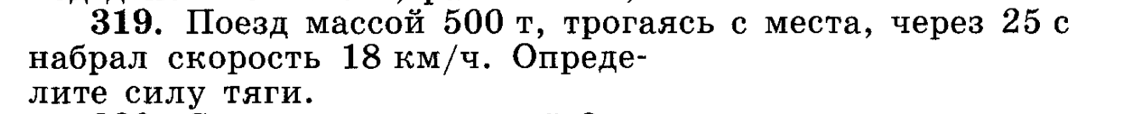 319. Поезд массой 500 т, трогаясь с места, через 25 с
набрал скорость 18 км/ч. Опреде-
лите силу тяги.